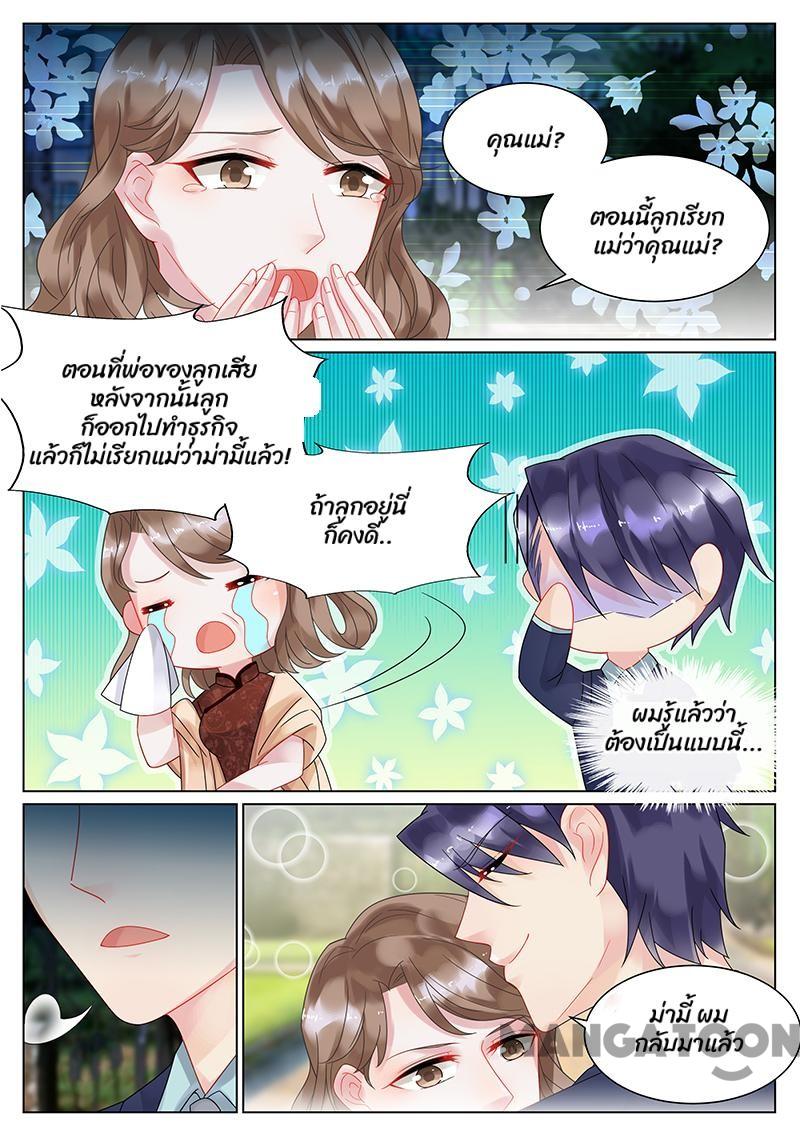 คุณแม่?
ตอนนี้ลูกเรียก
แม่ว่าคุณแม่?
ตอนที่พ่อของลูกเสีย
หลังจากนั้นลูก
ก็ออกไปทำธุรกิจ
แล้วก็ไม่เรียกแม่ว่าม่ามี้แล้ว!
ถ้าลูกอยู่นี่
ก็คงดี..
ผมรู้แล้วว่า
ต้องเป็นแบบนี้...
ม่ามี้ ผม
กลับมาแล้ว
MANGATOON